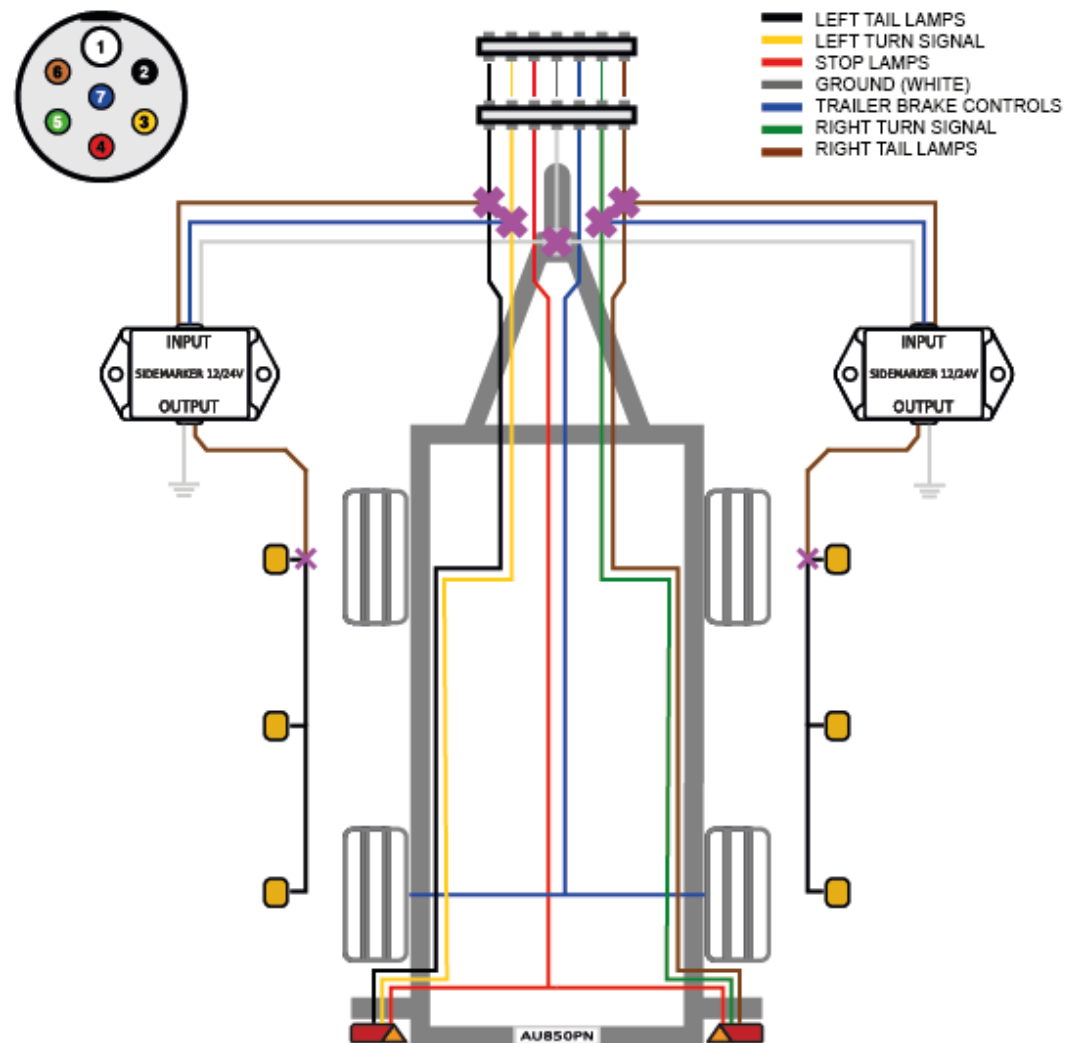 1
6
2
7
5
3
4
LEFT TAIL LAMPS
LEFT TURN SIGNAL
STOP LAMPS
GROUND (WHITE)
TRAILER BRAKE CONTROLS
RIGHT TURN SIGNAL
RIGHT TAIL LAMPS
INPUT
SIDEMARKER 12/24V
OUTPUT
INPUT
SIDEMARKER 12/24V
OUTPUT
AU850PN